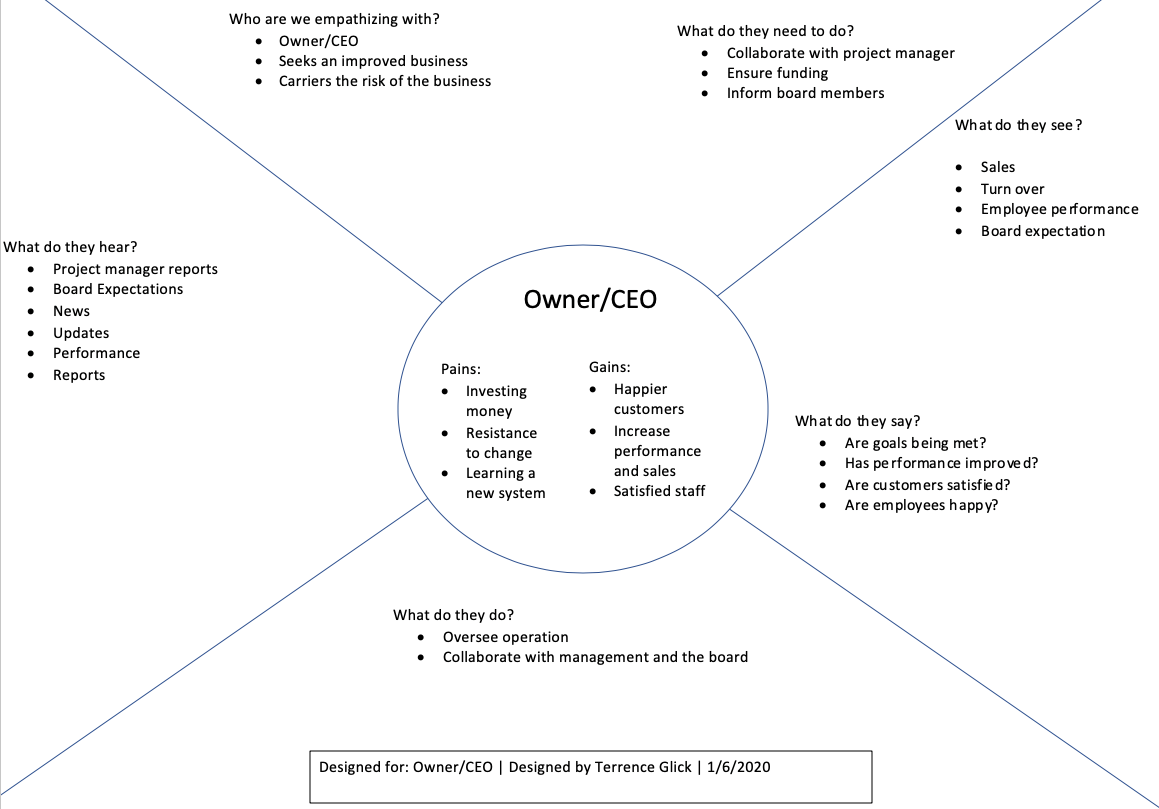 Who are we empathizing with?
• Owner/CEO
• Seeks an improved business
• Carriers the risk of the business
What do they need to do?
• Collaborate with project manager
• Ensure funding
• Inform board members
What do they see?
• Sales
• Turn over
• Employee performance
• Board expectation
What do they hear?
• Project manager reports
• Board Expectations
• News
• Updates
• Performance
• Reports
Owner/CEO
Pains:
• Investing
money
• Resistance
to change
• Learning a
new system
Gains:
• Happier
customers
• Increase
performance
and sales
• Satisfied staff
What do they say?
• Are goals being met?
• Has performance improved?
• Are customers satisfied?
• Are employees happy?
What do they do?
• Oversee operation
• Collaborate with management and the board
Designed for: Owner/CEO | Designed by Terrence Glick | 1/6/2020